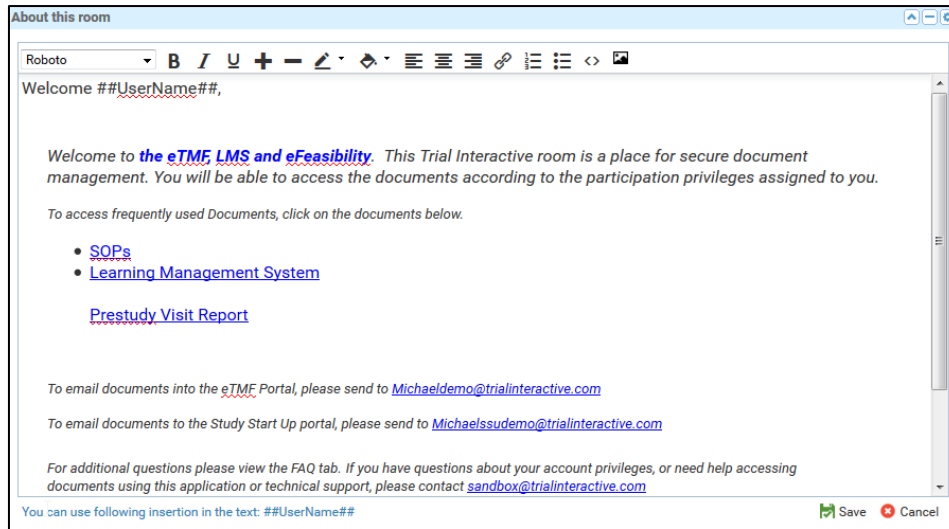 About this room
Roboto
B I U
Welcome ##UserName##,
Welcome to the eTMF, LMS and eFeasibility. This Trial Interactive room is a place for secure document
management. You will be able to access the documents according to the participation privileges assigned to you.
To access frequently used Documents, click on the documents below.
• SOPs
• Learning Management System
Prestudy Visit Report
To email documents into the eTMF Portal, please send to Michaeldemo@trialinteractive.com
To email documents to the Study Start Up portal, please send to Michaelssudemo@trialinteractive.com
For additional questions please view the FAQ tab. If you have questions about your account privileges, or need help accessing
documents using this application or technical support, please contact sandbox@trialinteractive.com
You can use following insertion in the text: ##UserName## Save Cancel